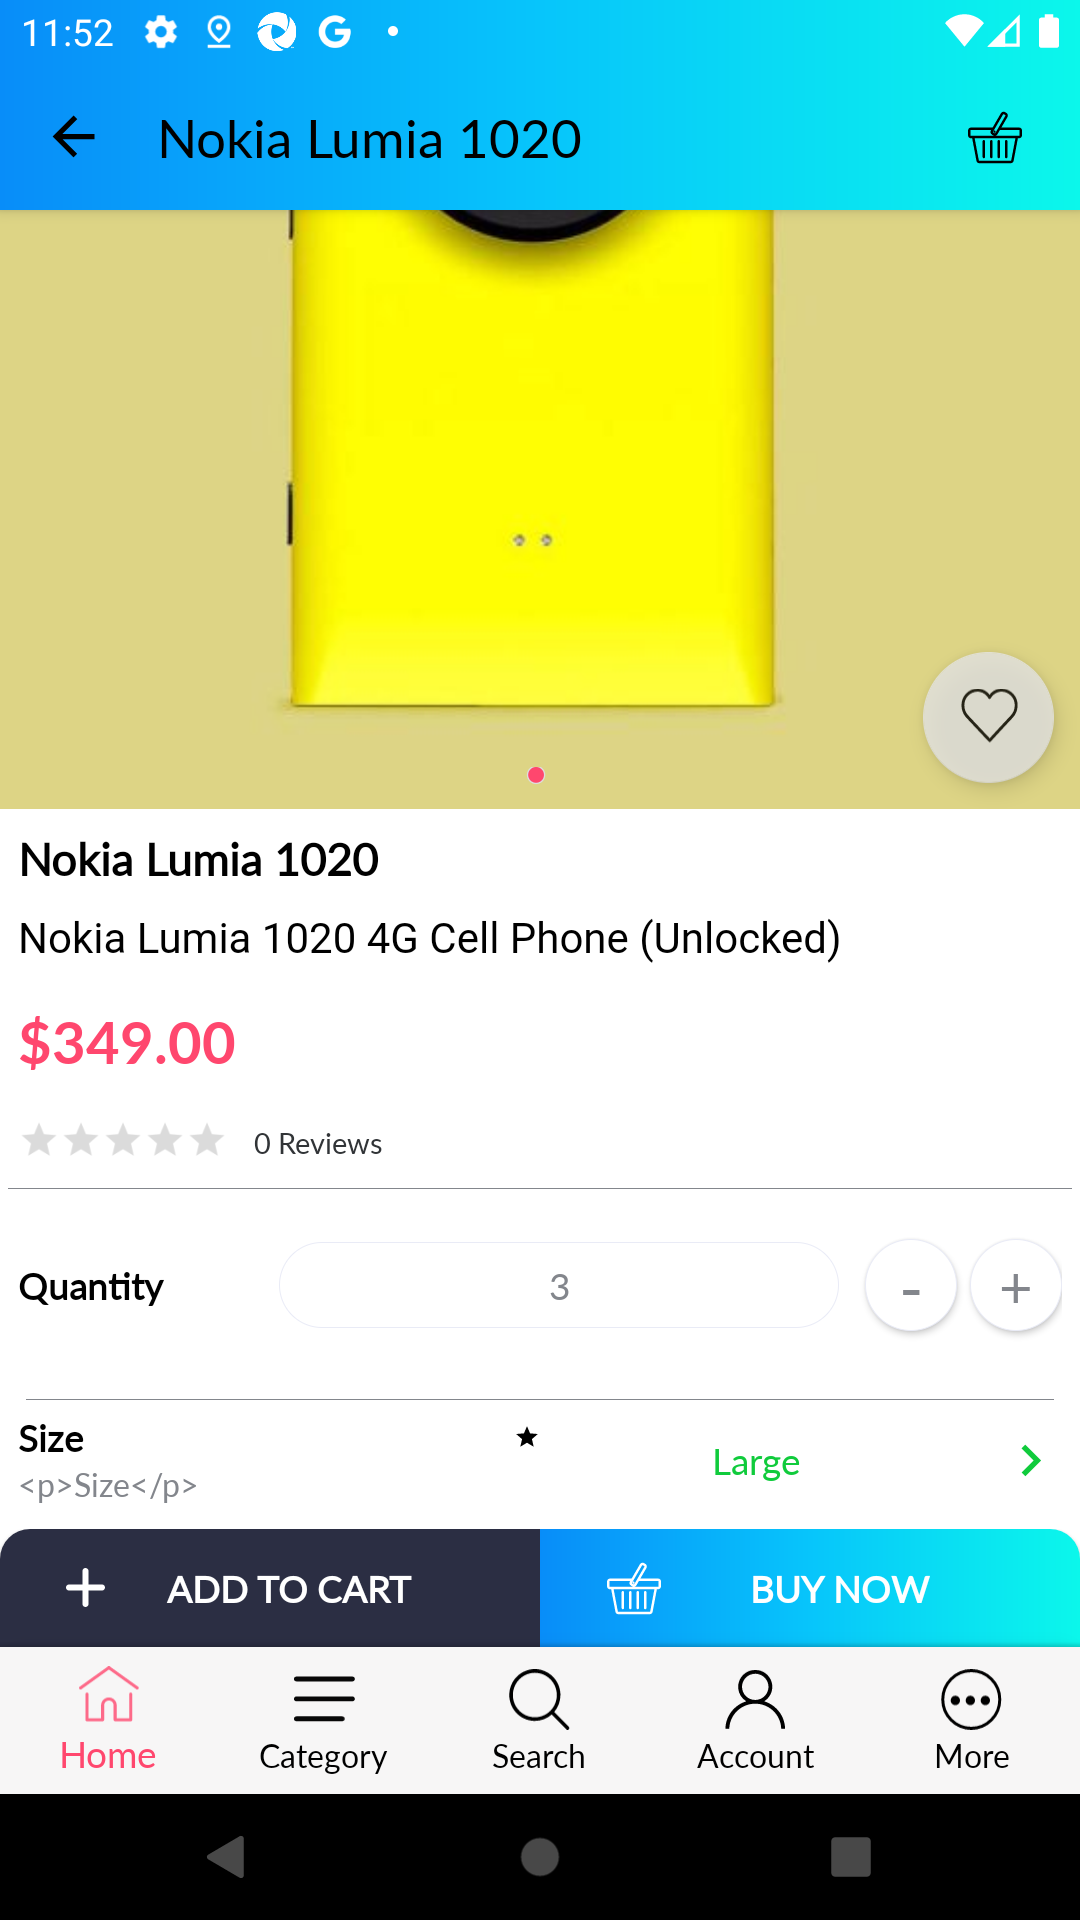 11:52
Nokia Lumia 1020
Nokia Lumia 1020
Nokia Lumia 1020 4G Cell Phone (Unlocked)
$349.00
0 Reviews
Quantity 3 - +
Size
Large
<p>Size</p>
ADD TO CART BUY NOW
Home Category Search Account More